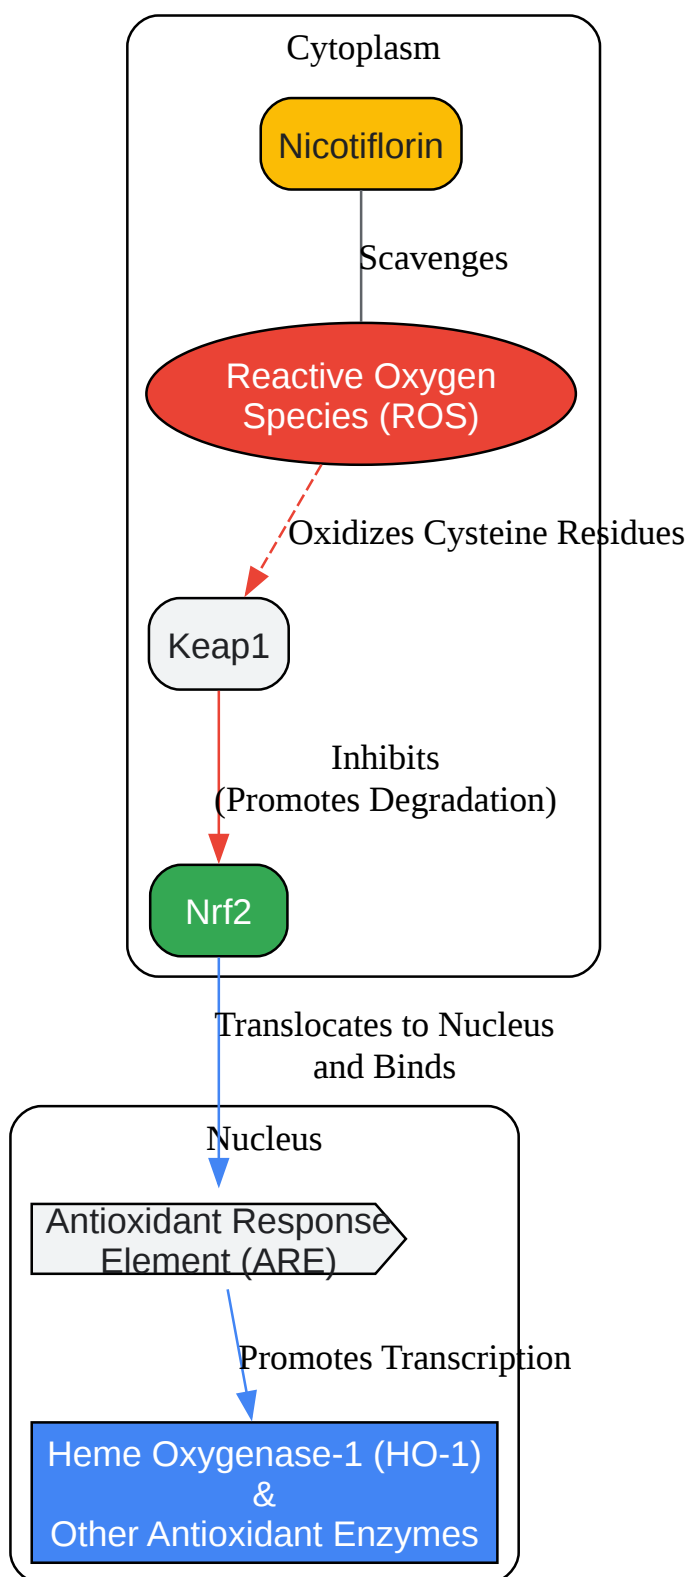 Cytoplasm
Nicotiflorin
Scavenges
Reactive Oxygen
Species (ROS)
Oxidizes Cysteine Residues
Keap1
Inhibits
(Promotes Degradation)
Nrf2
Translocates to Nucleus
and Binds
Nucleus
Antioxidant Response
Element (ARE)
Promotes Transcription
Heme Oxygenase-1 (HO-1)
&
Other Antioxidant Enzymes